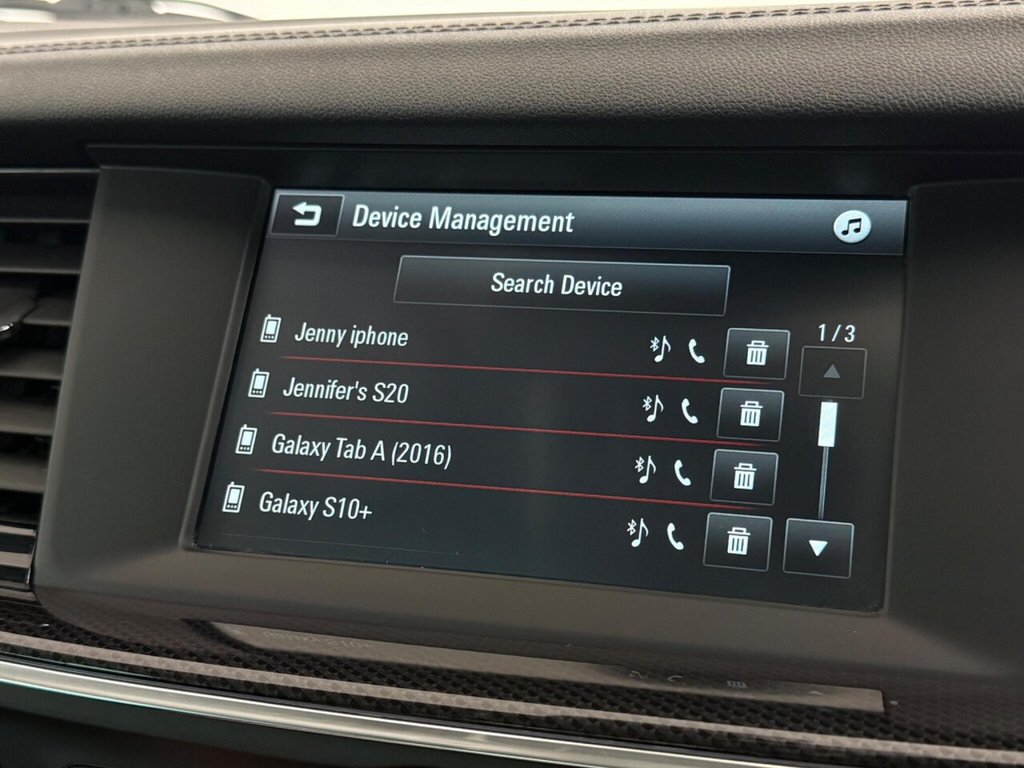 Device Management
Search Device
1/3
Jenny iphone
Jennifer's S20
Galaxy Tab A (2016)
Galaxy S10+